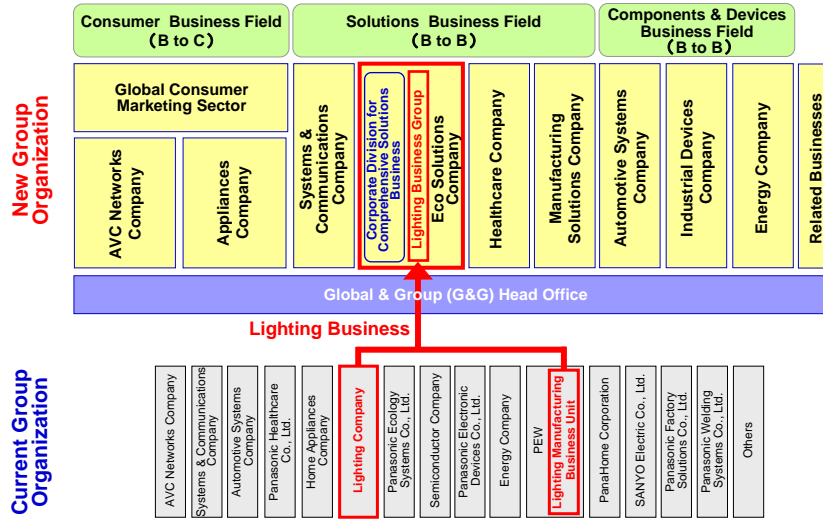 Consumer Business Field
（B to C）
Solutions Business Field
（B to B）
Components & Devices
Business Field
（B to B）
New Group
Organization
Global Consumer
Marketing Sector
AVC Networks
Company
Appliances
Company
Systems &
Communications
Company
Corporate Division for
Comprehensive Solutions
Business
Lighting Business Group
Eco Solutions
Company
Healthcare Company
Manufacturing
Solutions Company
Automotive Systems
Company
Industrial Devices
Company
Energy Company
Related Businesses
Global & Group (G&G) Head Office
Lighting Business
Current Group
Organization
AVC Networks Company
Systems & Communications
Company
Automotive Systems
Company
Panasonic Healthcare
Co., Ltd.
Home Appliances
Company
Lighting Company
Panasonic Ecology
Systems Co., Ltd.
Semiconductor Company
Panasonic Electronic
Devices Co., Ltd.
Energy Company
PEW
Lighting Manufacturing
Business Unit
PanaHome Corporation
SANYO Electric Co., Ltd.
Panasonic Factory
Solutions Co., Ltd.
Panasonic Welding
Systems Co., Ltd.
Others